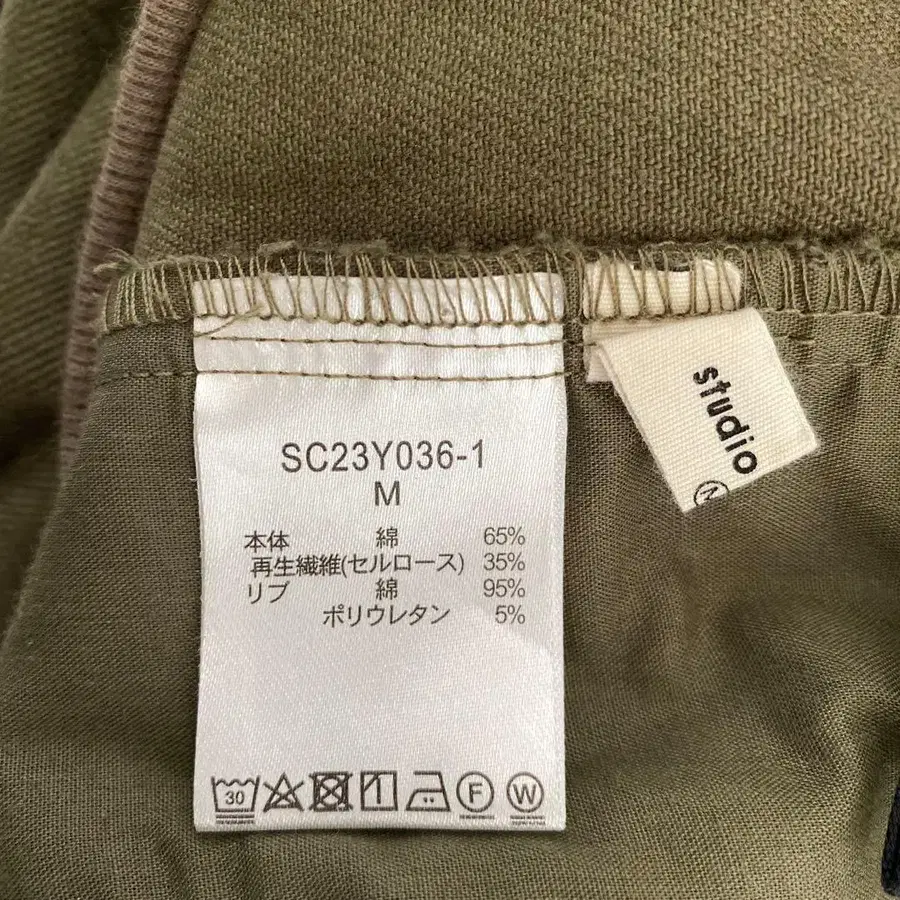 SC23Y036-1
M
本体 綿 65%
再生繊維(セルロース) 35%
リブ 綿 95%
ポリウレタン 5%
30
F
W
studio
N